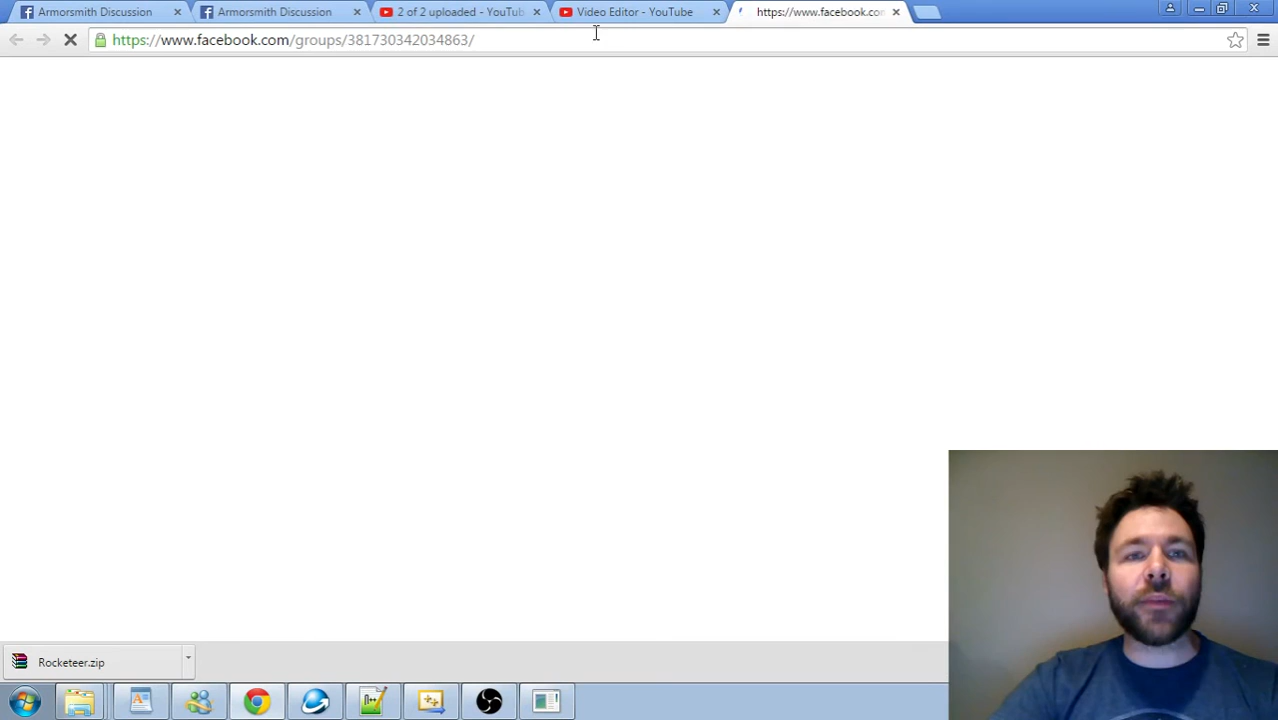 Armorsmith Discussion
Armorsmith Discussion
2 of 2 uploaded - YouTub
Video Editor - YouTube
https://www.facebook.co
https://www.facebook.com/groups/381730342034863/
Rocketeer.zip